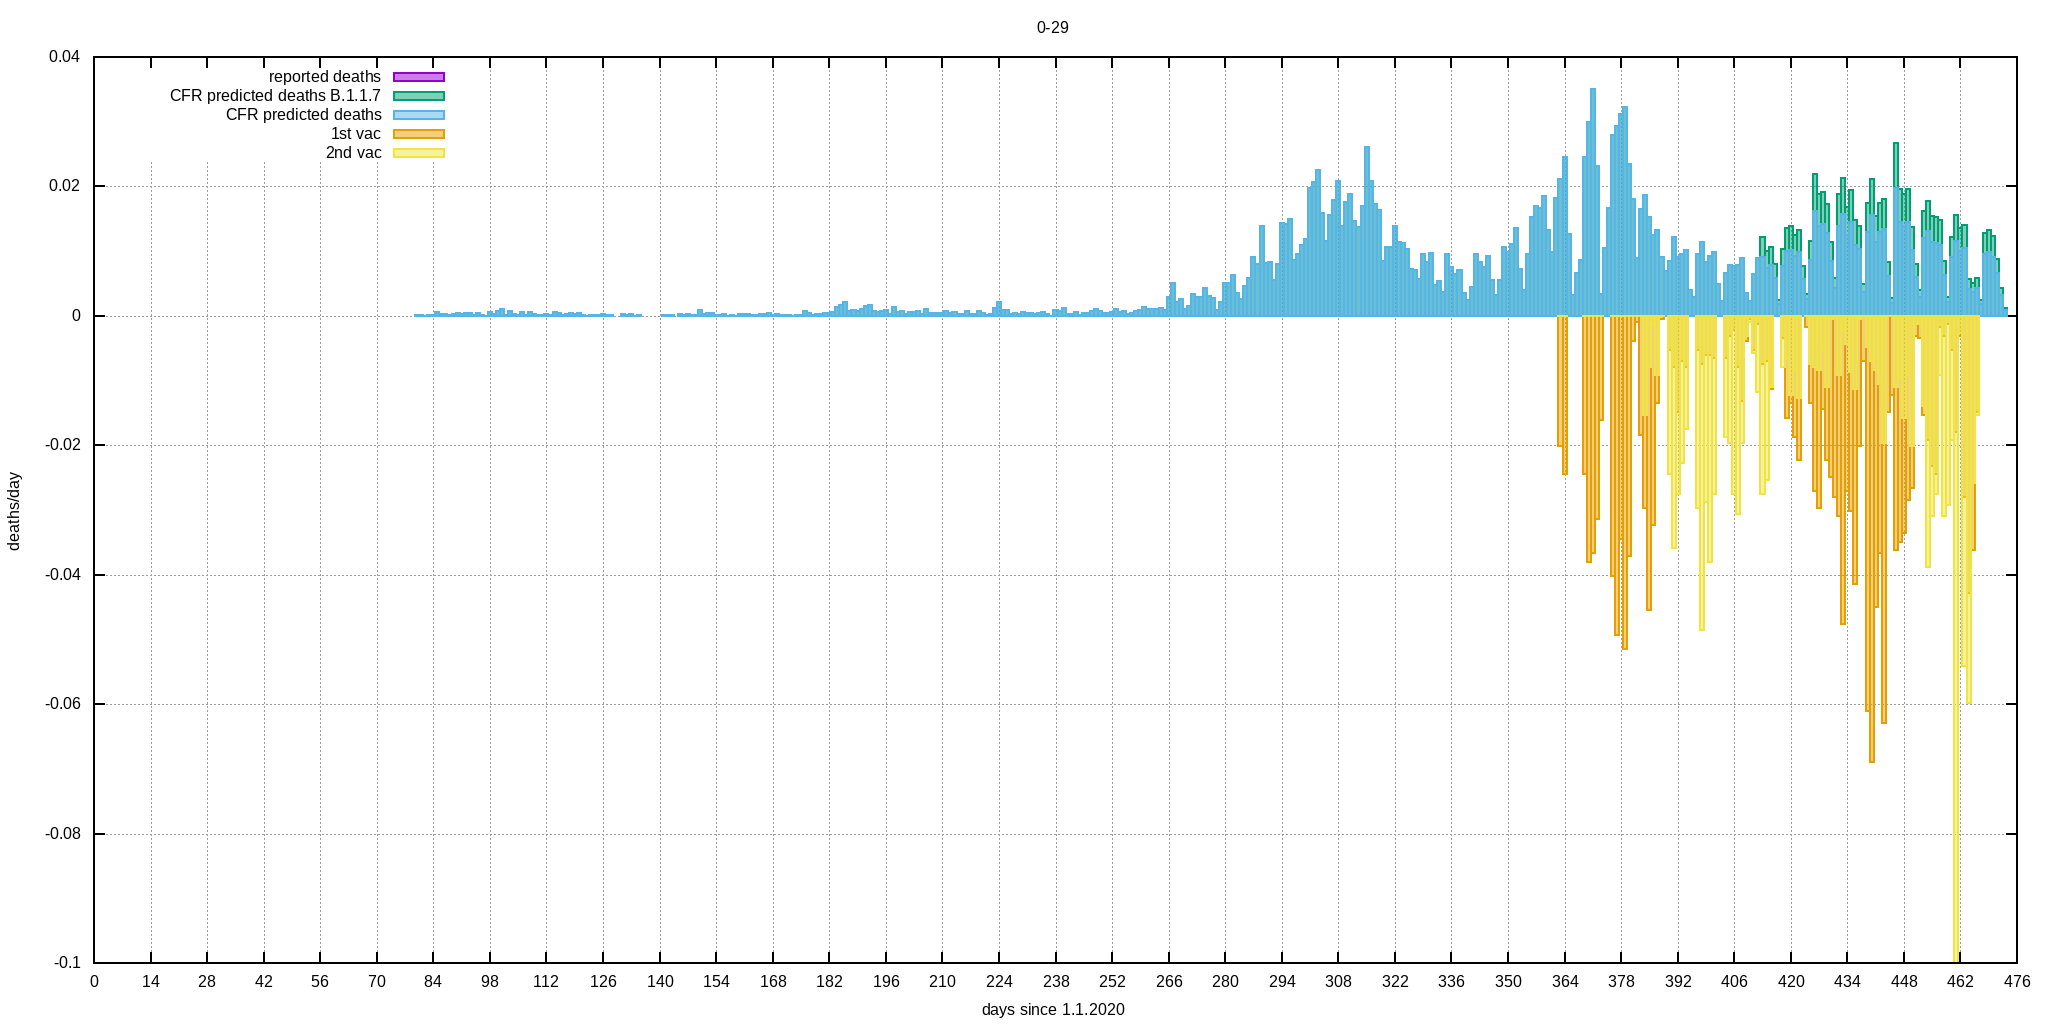 0-29
0.04
0.02
0
-0.02
-0.04
-0.06
-0.08
-0.1
deaths/day
reported deaths
CFR predicted deaths B.1.1.7
CFR predicted deaths
1st vac
2nd vac
0 14 28 42 56 70 84 98 112 126 140 154 168 182 196 210 224 238 252 266 280 294 308 322 336 350 364 378 392 406 420 434 448 462 476
days since 1.1.2020